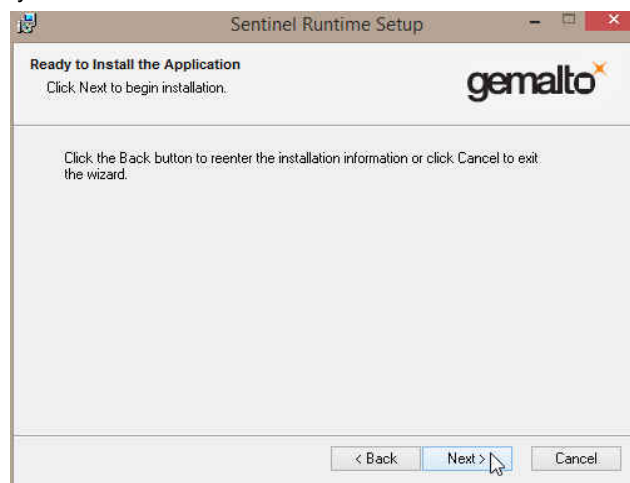 Sentinel Runtime Setup
Ready to Install the Application
Click Next to begin installation.
gemalto
Click the Back button to reenter the installation information or click Cancel to exit
the wizard.
< Back
Next >
Cancel